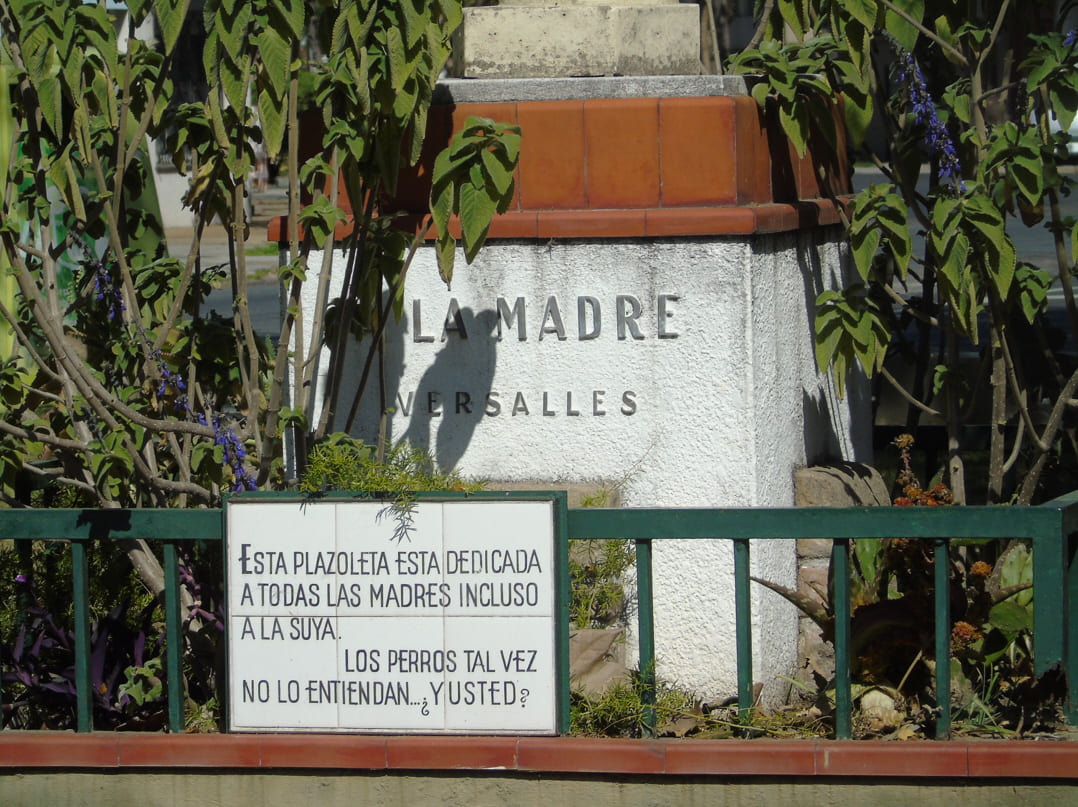 LA MADRE
VERSALLES
ESTA PLAZOLETA ESTA DEDICADA
A TODAS LAS MADRES INCLUSO
A LA SUYA.
LOS PERROS TAL VEZ
NO LO ENTIENDAN...¿Y USTED?